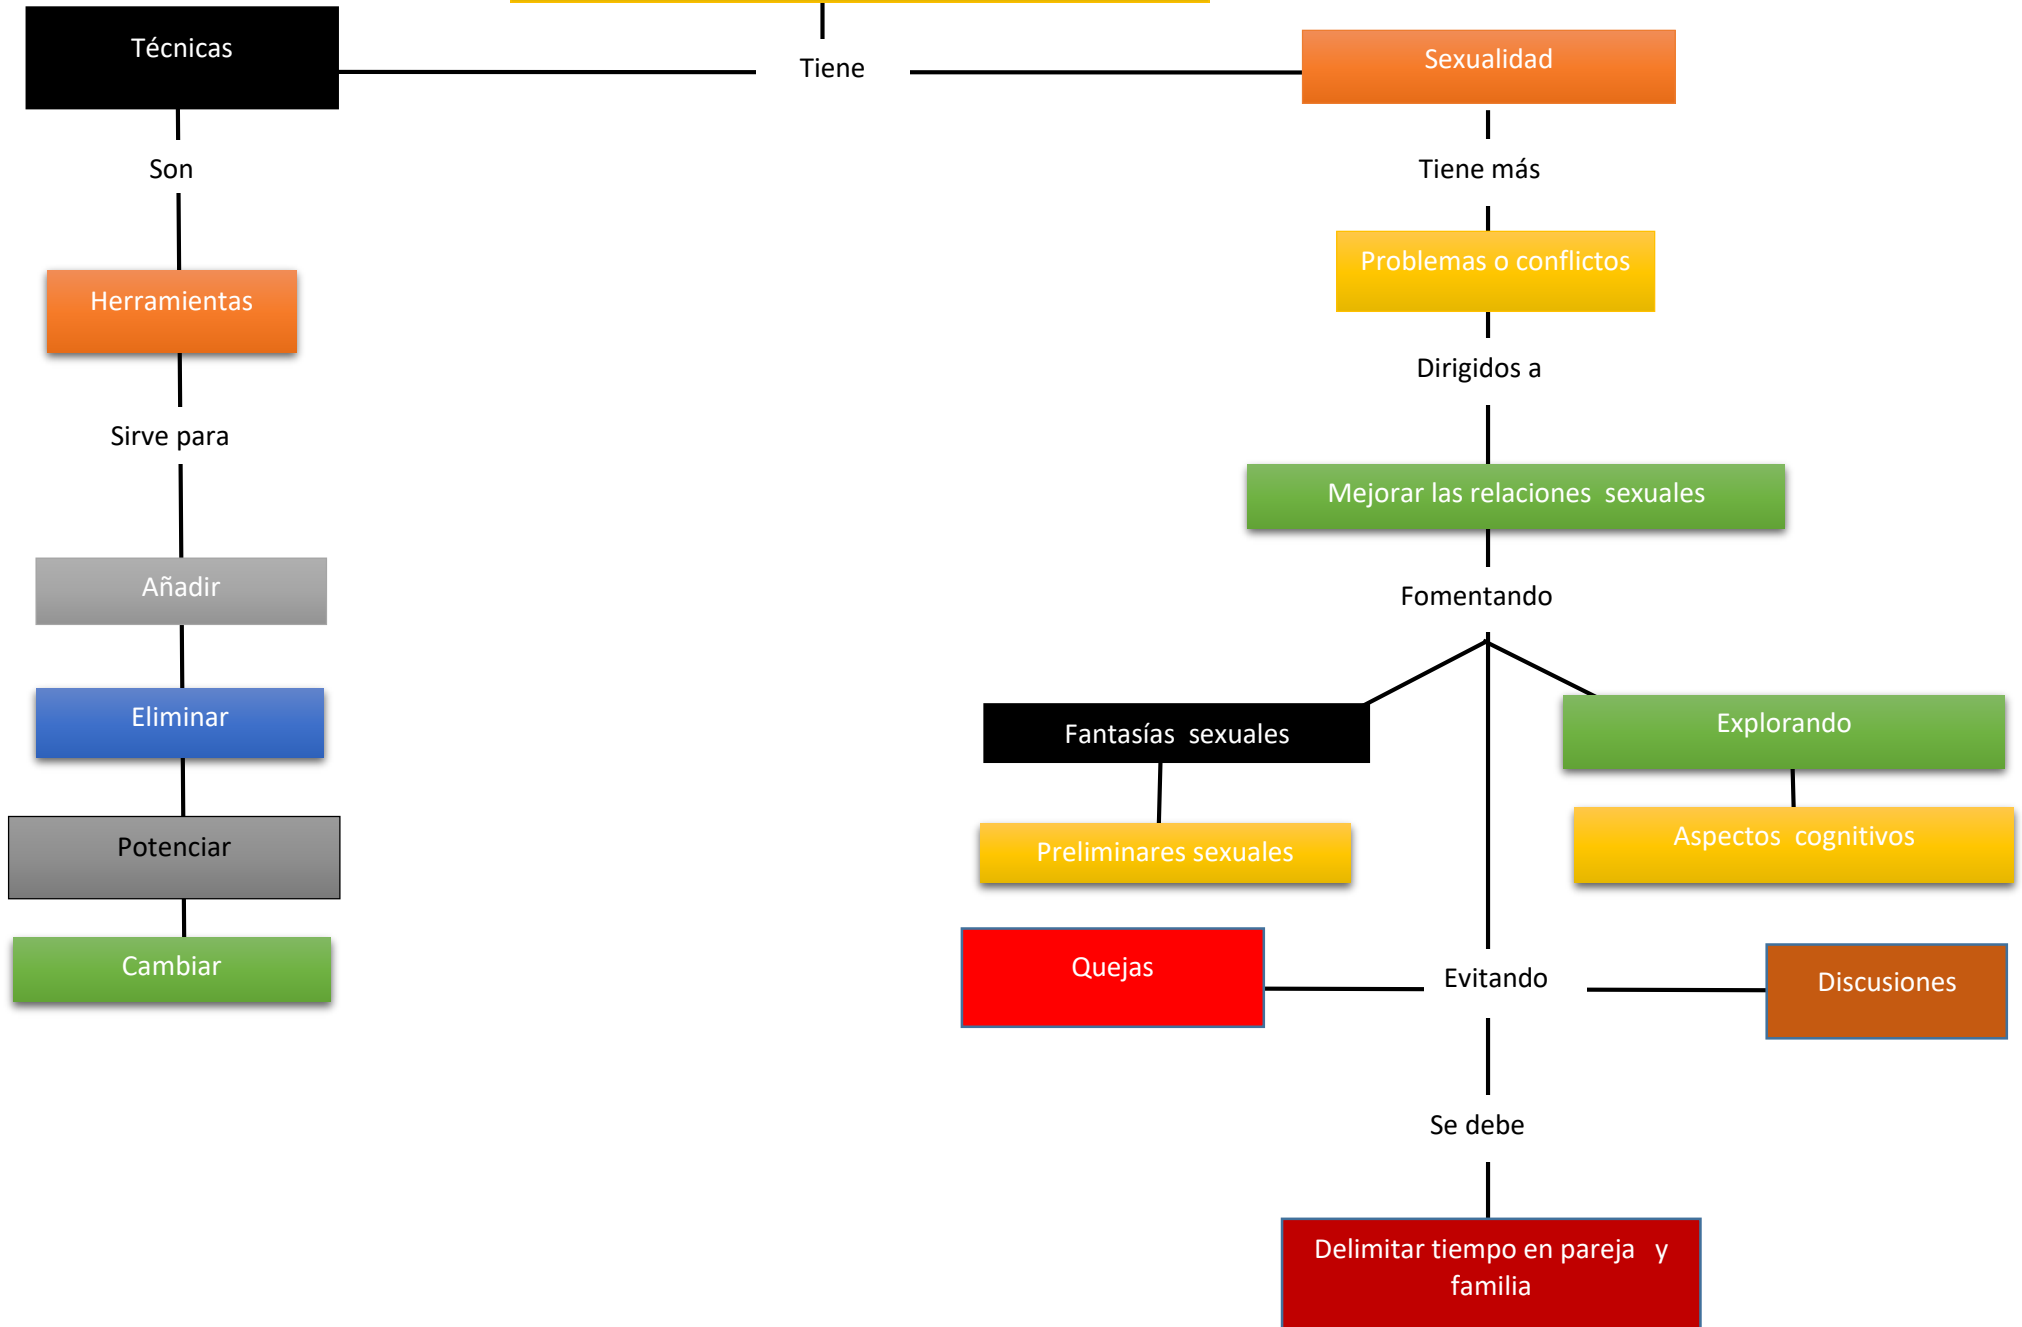 Técnicas
Tiene
Sexualidad
Son
Tiene más
Herramientas
Problemas o conflictos
Dirigidos a
Sirve para
Mejorar las relaciones sexuales
Añadir
Fomentando
Eliminar
Fantasías sexuales
Explorando
Potenciar
Preliminares sexuales
Aspectos cognitivos
Cambiar
Quejas
Evitando
Discusiones
Se debe
Delimitar tiempo en pareja y
familia